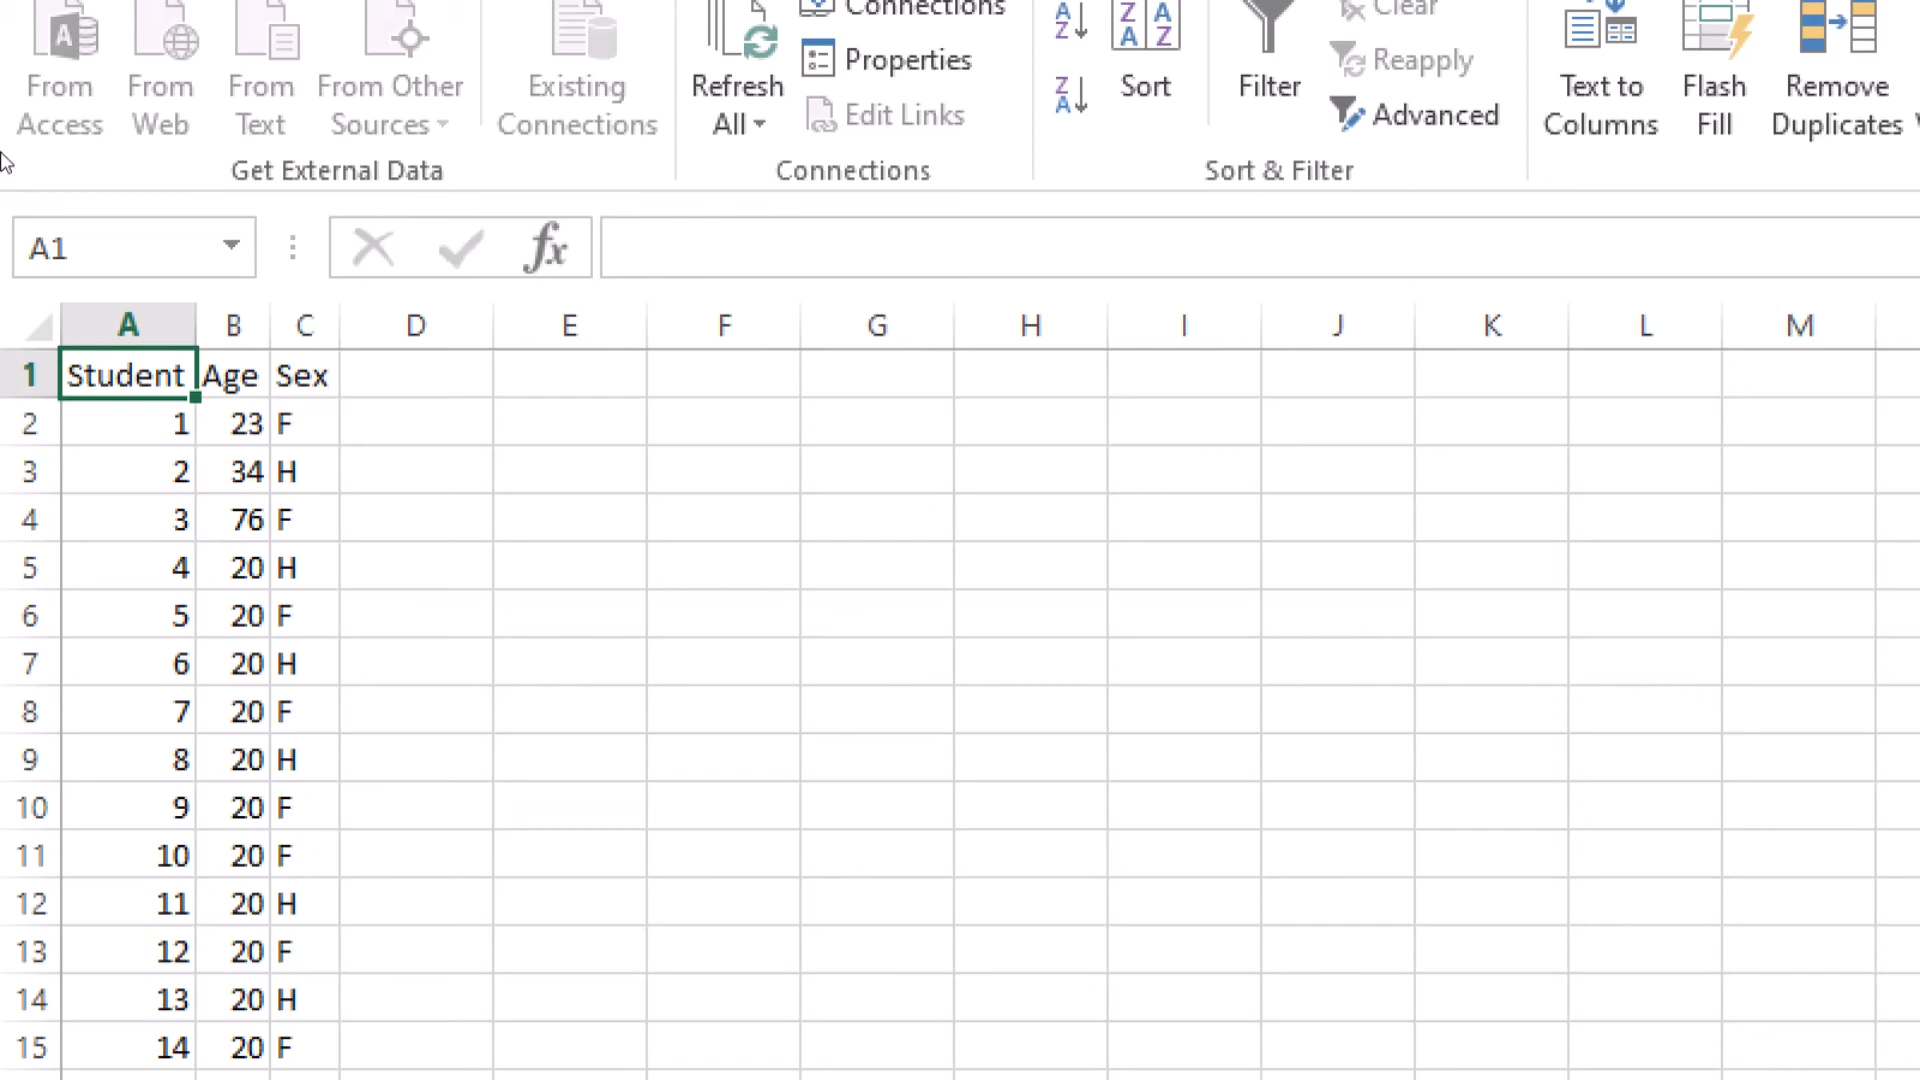 From Access
From Web
From Text
From Other Sources
Existing Connections
Refresh All
Connections
Properties
Edit Links
A Z
Z A
Z A A Z
Sort
Filter
Clear
Reapply
Advanced
Text to Columns
Flash Fill
Remove Duplicates
Get External Data
Connections
Sort & Filter
A1
fx
A B C D E F G H I J K L M
1 Student Age Sex
2 1 23 F
3 2 34 H
4 3 76 F
5 4 20 H
6 5 20 F
7 6 20 H
8 7 20 F
9 8 20 H
10 9 20 F
11 10 20 F
12 11 20 H
13 12 20 F
14 13 20 H
15 14 20 F